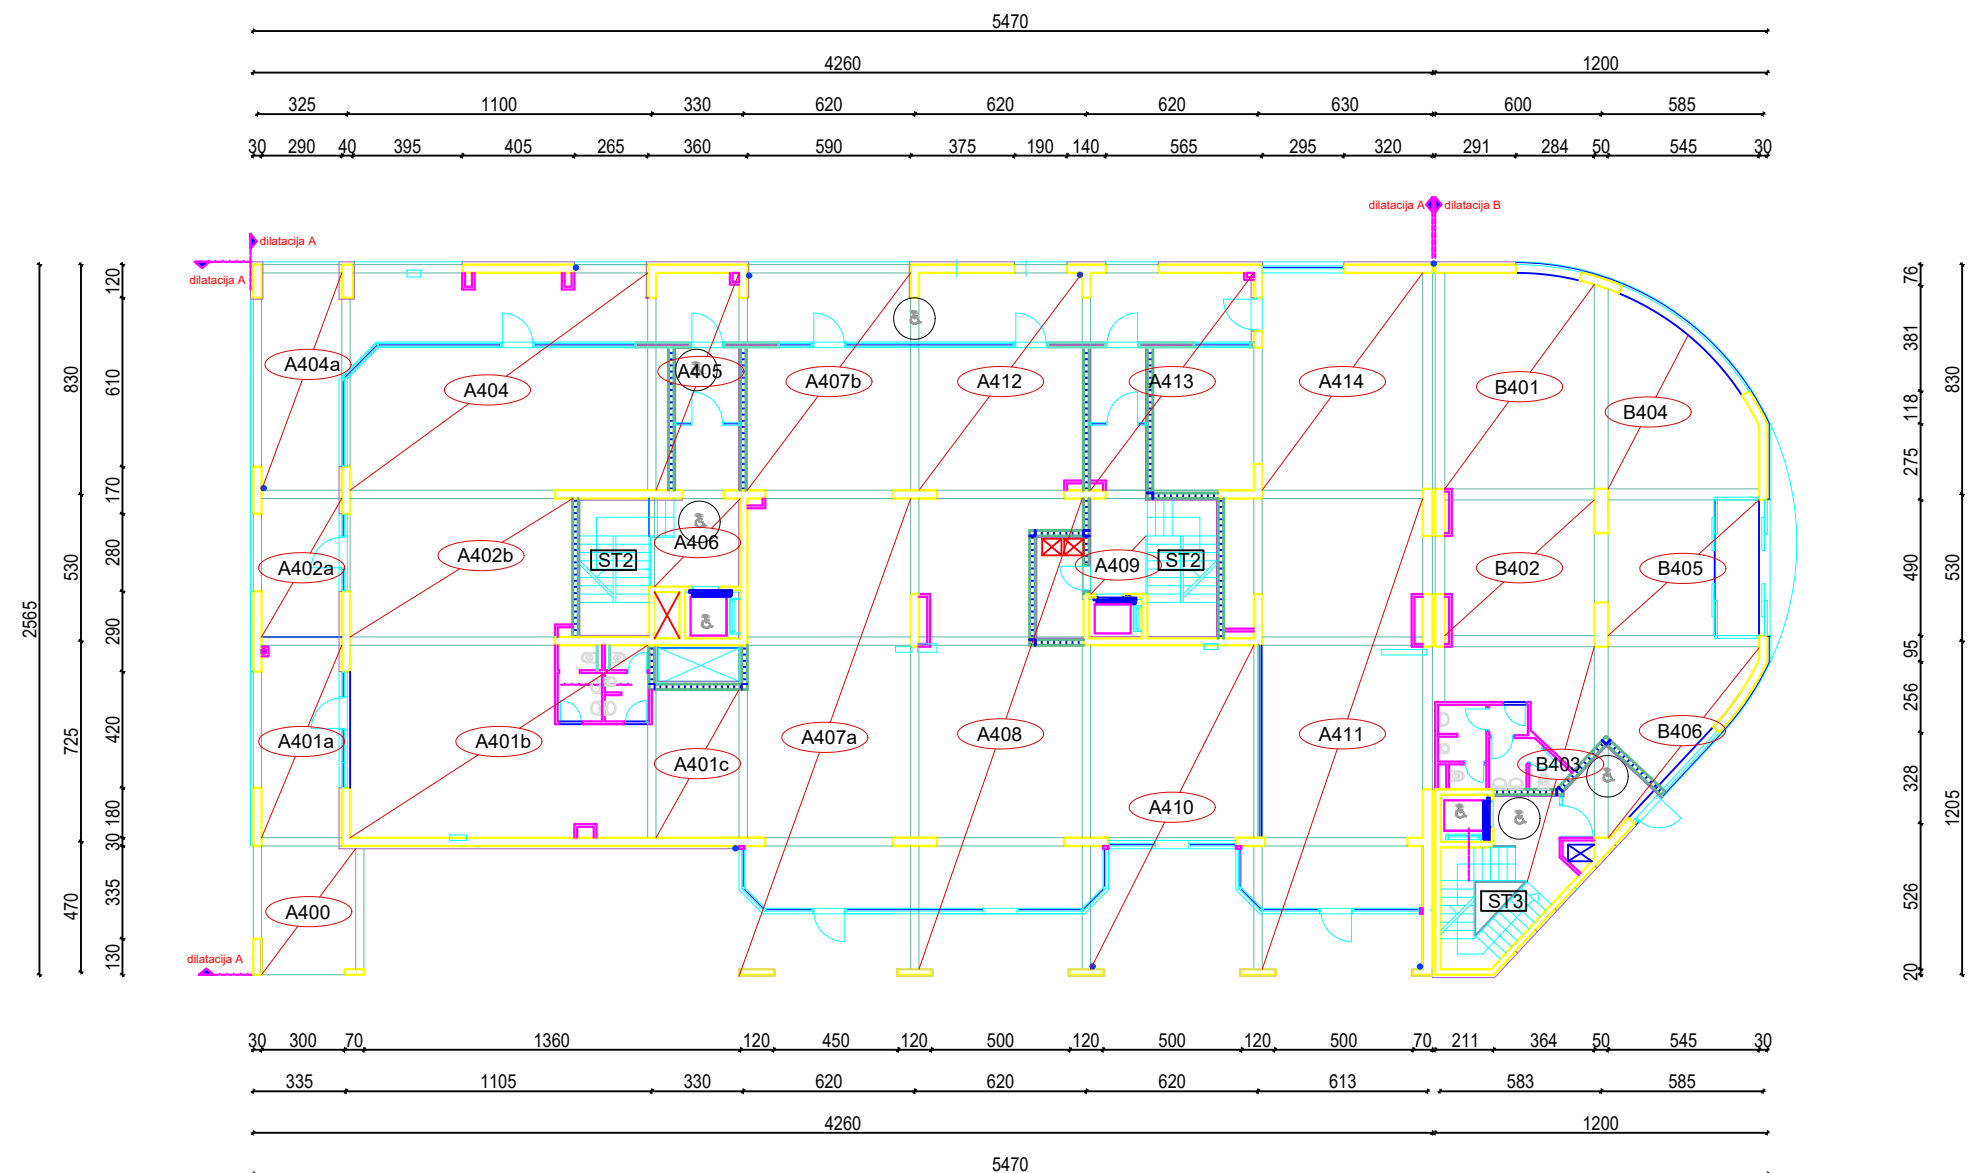 5470
4260 1200
325 1100 330 620 620 620 630 600 585
30 290 40 395 405 265 360 590 375 190 140 565 295 320 291 284 50 545 30
dilatacija A dilatacija B
dilatacija A
dilatacija A
A404a A404 A405 A407b A412 A413 A414 B401 B404
A402a A402b ST2 A406 A409 ST2 B402 B405
A401a A401b A401c A407a A408 A410 A411 B403 B406
A400 ST3
dilatacija A
2565
830 530 725 470
120 610 170 280 290 420 180 30 335 130
76 381 118 275 490 95 256 328 526 20
830 530 1205
30 300 70 1360 120 450 120 500 120 500 120 500 70 211 364 50 545 30
335 1105 330 620 620 620 613 583 585
4260 1200
5470